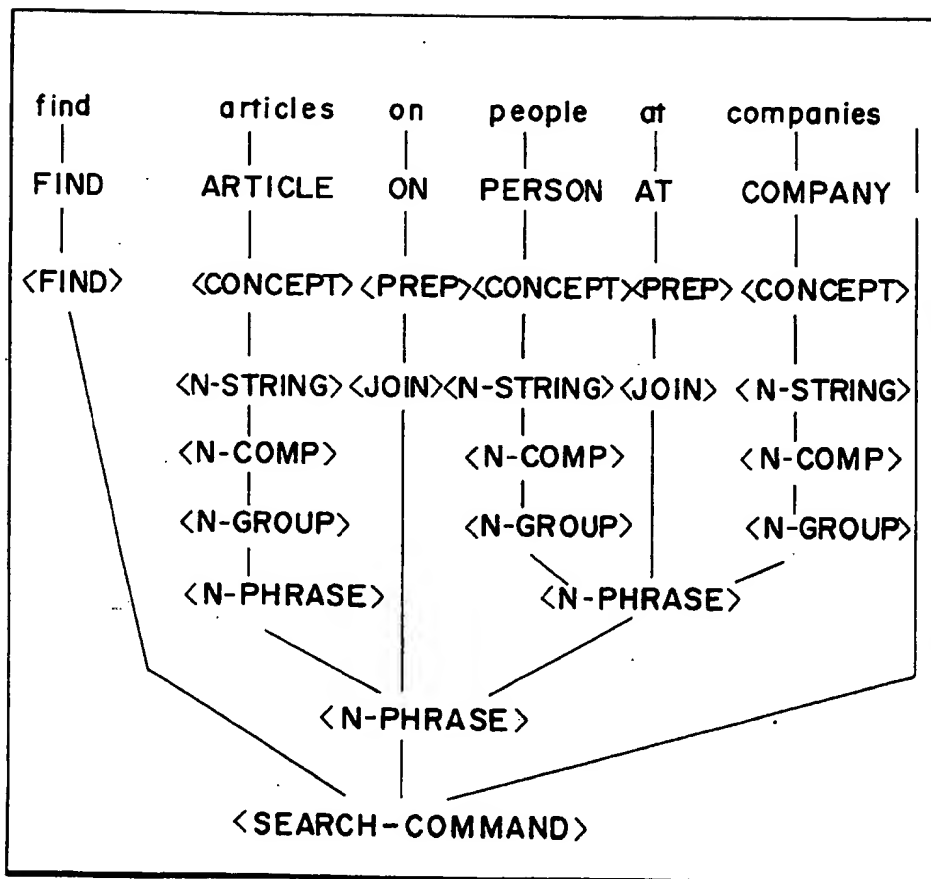 find articles on people at companies
FIND ARTICLE ON PERSON AT COMPANY
<FIND> <CONCEPT> <PREP> <CONCEPT> <PREP> <CONCEPT>
<N-STRING> <JOIN> <N-STRING> <JOIN> <N-STRING>
<N-COMP> <N-COMP> <N-COMP>
<N-GROUP> <N-GROUP> <N-GROUP>
<N-PHRASE> <N-PHRASE>
<N-PHRASE>
<SEARCH-COMMAND>